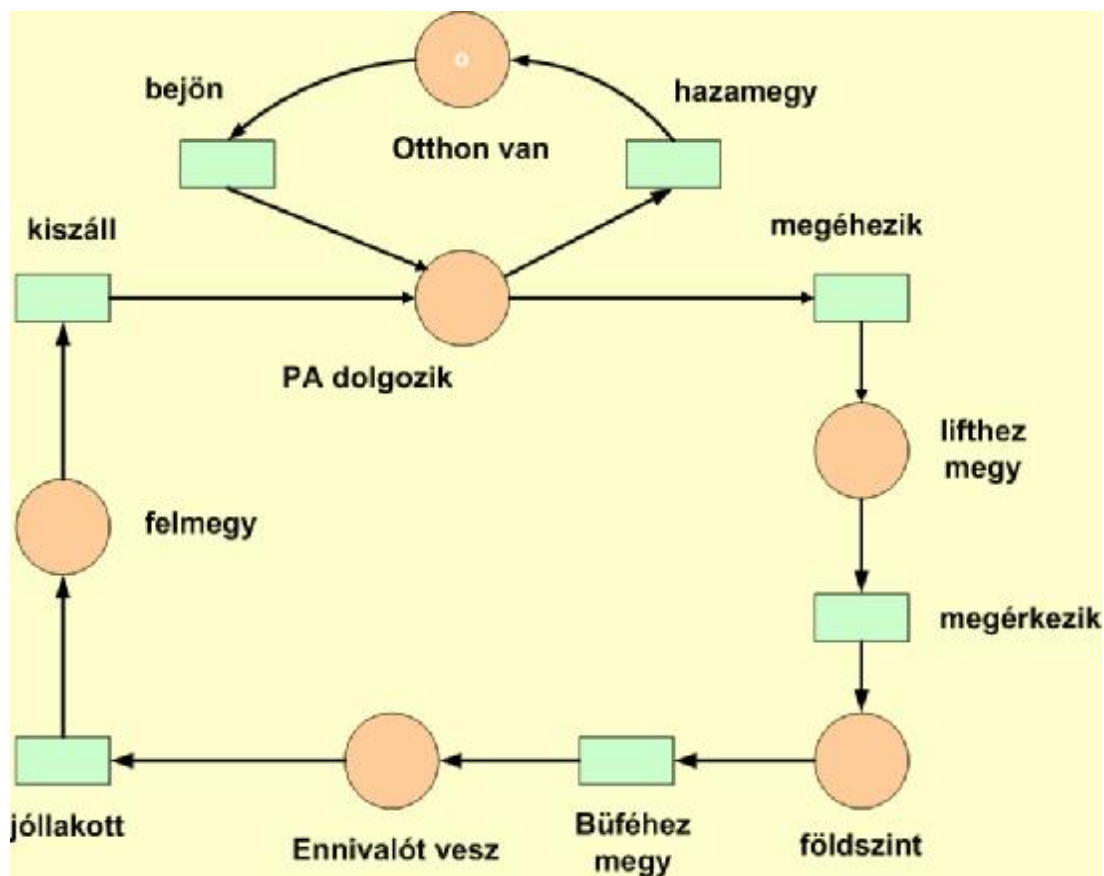 bejön
hazamegy
Otthon van
kiszáll
megéhezik
PA dolgozik
lifthez
megy
felmegy
megérkezik
jóllakott
Ennivalót vesz
Büféhez
megy
földszint